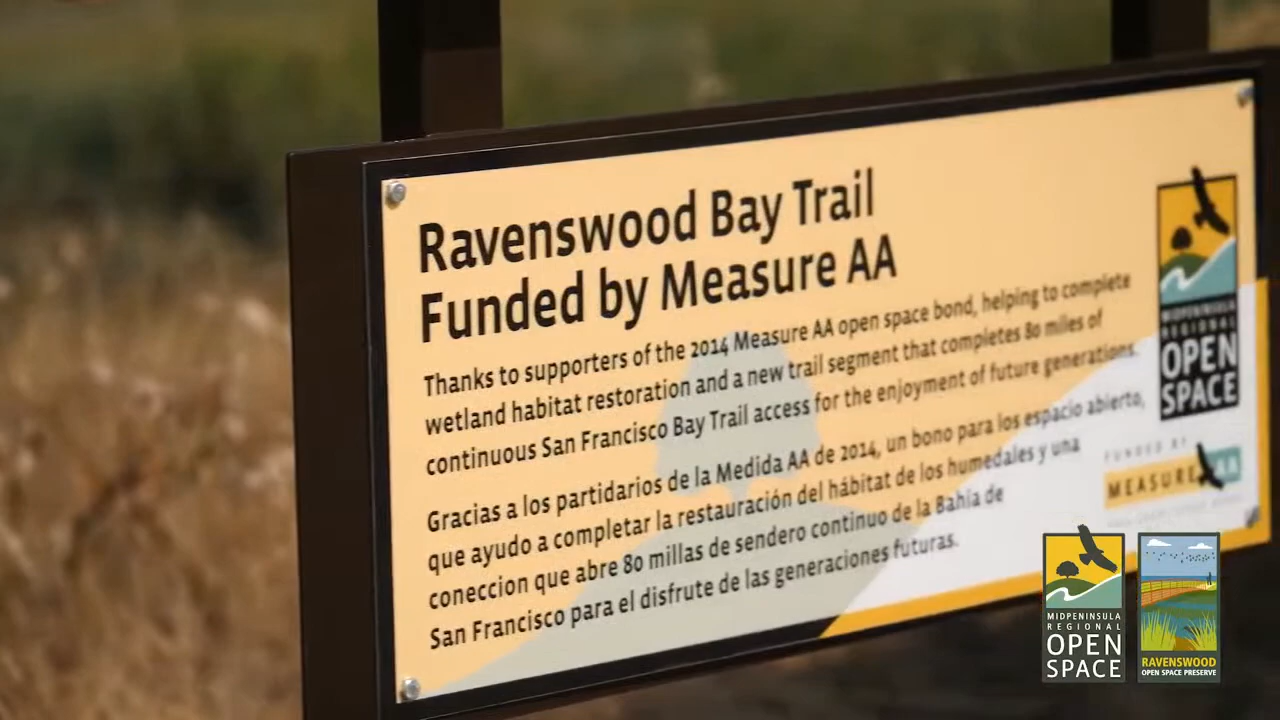 Ravenswood Bay Trail
Funded by Measure AA
Thanks to supporters of the 2014 Measure AA open space bond, helping to complete
wetland habitat restoration and a new trail segment that completes 80 miles of
continuous San Francisco Bay Trail access for the enjoyment of future generations.
Gracias a los partidarios de la Medida AA de 2014, un bono para los espacio abierto,
que ayudo a completar la restauración del hábitat de los humedales y una
coneccion que abre 80 millas de sendero continuo de la Bahía de
San Francisco para el disfrute de las generaciones futuras.
MIDPENINSULA
REGIONAL
OPEN
SPACE
FUNDED BY
MEASURE AA
MIDPENINSULA
REGIONAL
OPEN
SPACE
RAVENSWOOD
OPEN SPACE PRESERVE